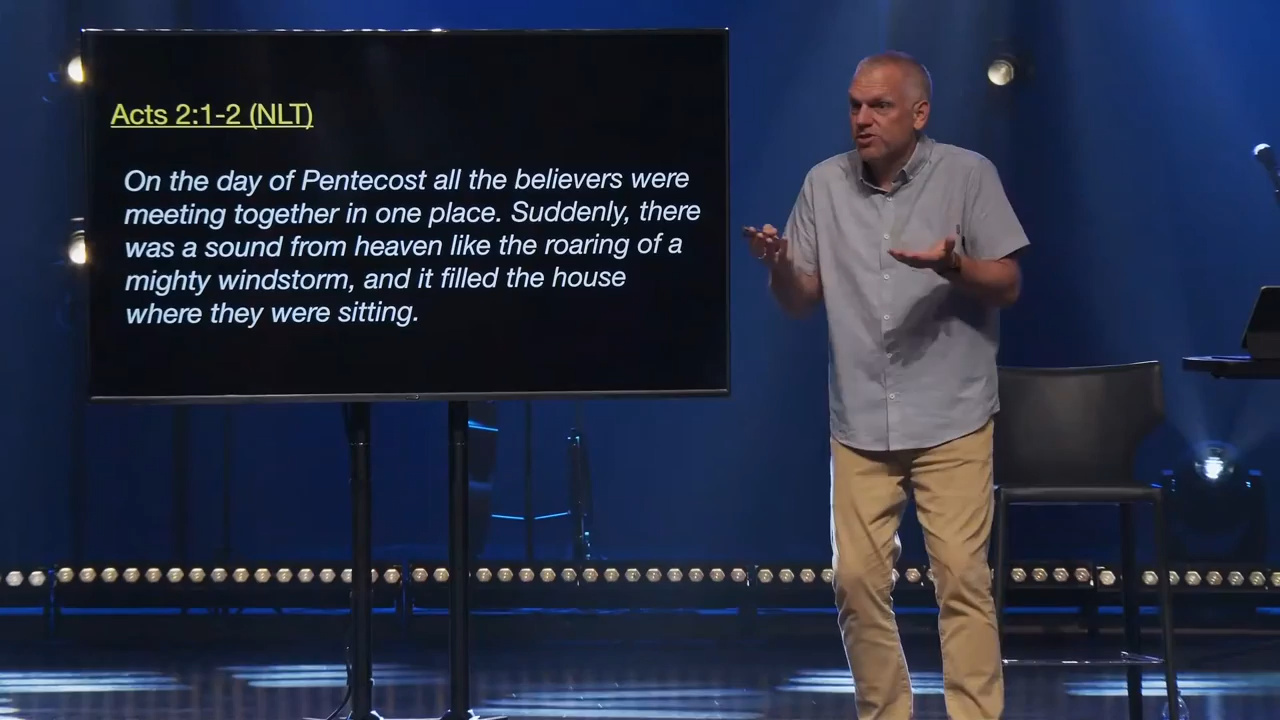 Acts 2:1-2 (NLT)
On the day of Pentecost all the believers were
meeting together in one place. Suddenly, there
was a sound from heaven like the roaring of a
mighty windstorm, and it filled the house
where they were sitting.